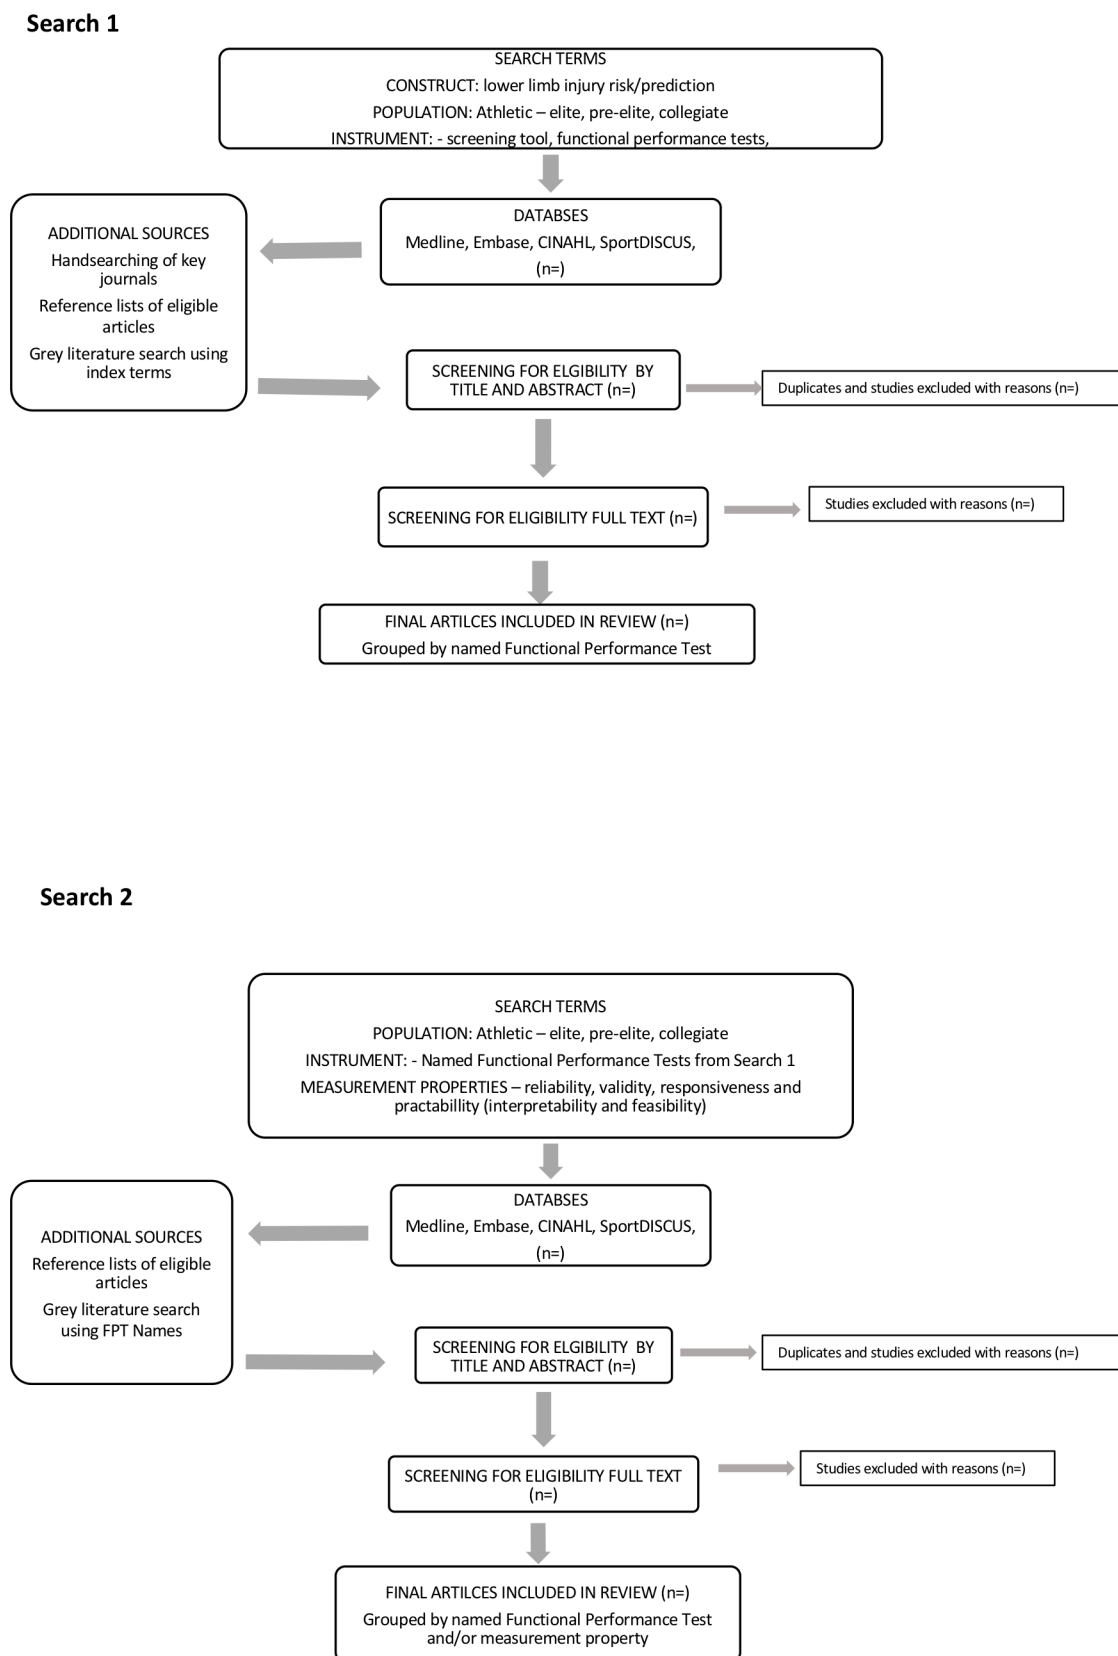 Search 1
SEARCH TERMS
CONSTRUCT: lower limb injury risk/prediction
POPULATION: Athletic – elite, pre-elite, collegiate
INSTRUMENT: - screening tool, functional performance tests,
DATABSES
Medline, Embase, CINAHL, SportDISCUS,
(n=)
ADDITIONAL SOURCES
Handsearching of key
journals
Reference lists of eligible
articles
Grey literature search using
index terms
SCREENING FOR ELGIBILITY BY
TITLE AND ABSTRACT (n=)
Duplicates and studies excluded with reasons (n=)
SCREENING FOR ELIGIBILITY FULL TEXT (n=)
Studies excluded with reasons (n=)
FINAL ARTILCES INCLUDED IN REVIEW (n=)
Grouped by named Functional Performance Test
Search 2
SEARCH TERMS
POPULATION: Athletic – elite, pre-elite, collegiate
INSTRUMENT: - Named Functional Performance Tests from Search 1
MEASUREMENT PROPERTIES – reliability, validity, responsiveness and
practabillity (interpretability and feasibility)
DATABSES
Medline, Embase, CINAHL, SportDISCUS,
(n=)
ADDITIONAL SOURCES
Reference lists of eligible
articles
Grey literature search
using FPT Names
SCREENING FOR ELGIBILITY BY
TITLE AND ABSTRACT (n=)
Duplicates and studies excluded with reasons (n=)
SCREENING FOR ELIGIBILITY FULL TEXT
(n=)
Studies excluded with reasons (n=)
FINAL ARTILCES INCLUDED IN REVIEW (n=)
Grouped by named Functional Performance Test
and/or measurement property